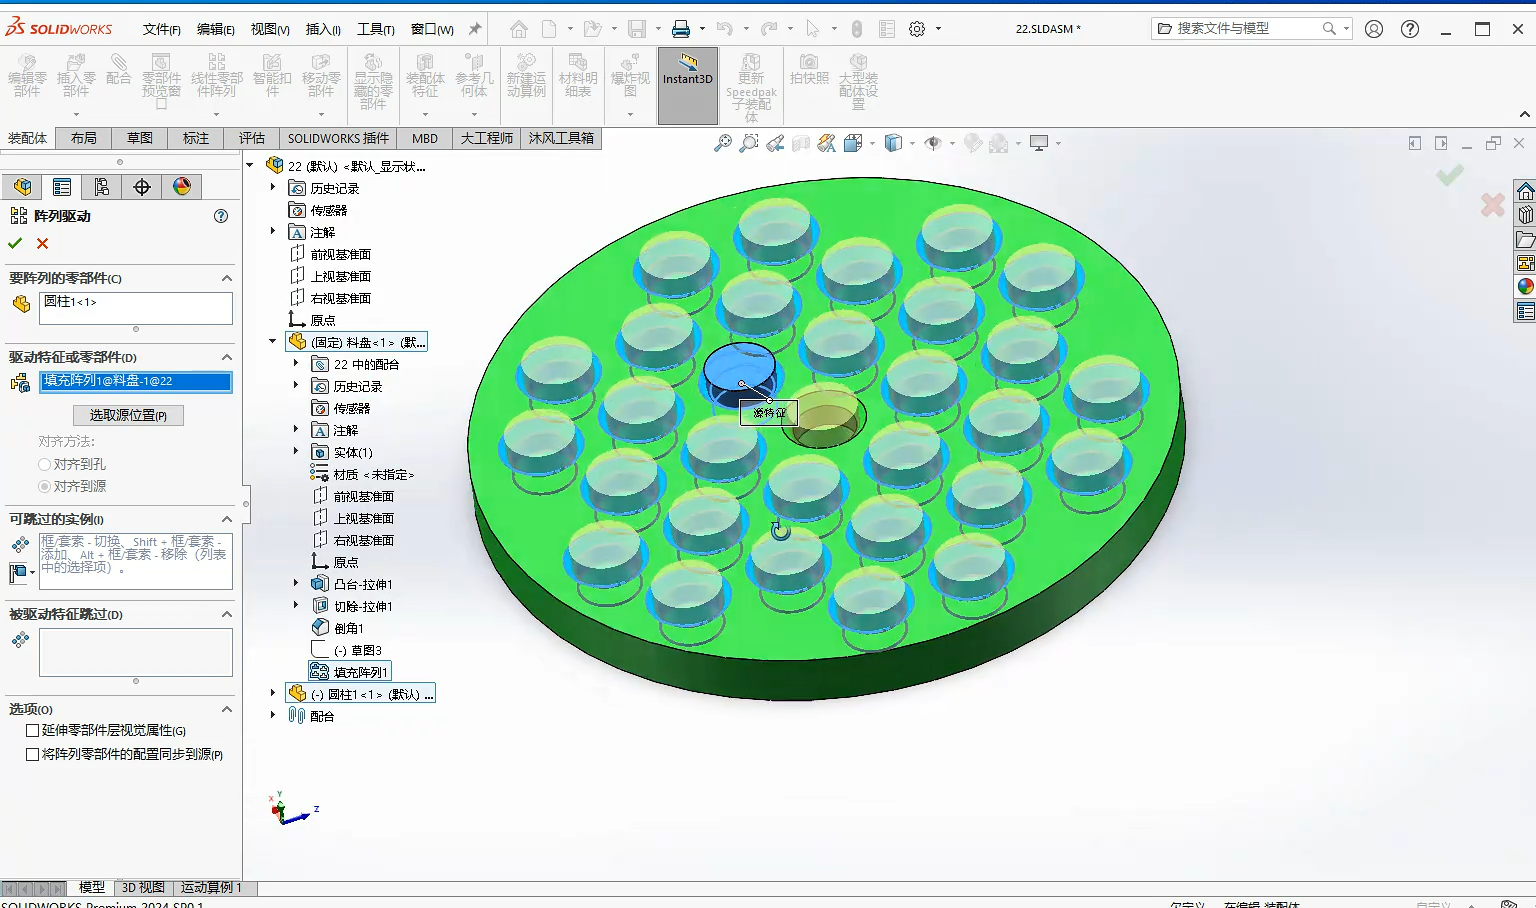 SOLIDWORKS
文件(F) 编辑(E) 视图(V) 插入(I) 工具(T) 窗口(W)
22.SLDASM *
搜索文件与模型
编辑零部件
插入零部件
配合
零部件预览窗口
线性零部件阵列
智能扣件
移动零部件
显示隐藏的零部件
装配体特征
参考几何体
新建运动算例
材料明细表
爆炸视图
Instant3D
更新 Speedpak 子装配体
拍快照
大型装配体设置
装配体 布局 草图 标注 评估 SOLIDWORKS 插件 MBD 大工程师 沐风工具箱
阵列驱动
要阵列的零部件(C)
圆柱1<1>
驱动特征或零部件(D)
填充阵列1@料盘-1@22
选取源位置(P)
对齐方法:
对齐到孔
对齐到源
可跳过的实例(I)
框/套索 - 切换、Shift + 框/套索 -
添加、Alt + 框/套索 - 移除（列表
中的选择项）。
被驱动特征跳过(D)
选项(O)
延伸零部件层视觉属性(G)
将阵列零部件的配置同步到源(P)
22 (默认) <默认_显示状...
历史记录
传感器
注解
前视基准面
上视基准面
右视基准面
原点
(固定) 料盘<1> (默...
22 中的配合
历史记录
传感器
注解
实体(1)
材质 <未指定>
前视基准面
上视基准面
右视基准面
原点
凸台-拉伸1
切除-拉伸1
倒角1
(-) 草图3
填充阵列1
(-) 圆柱1<1> (默认) ...
配合
源特征
X Y Z
模型 3D 视图 运动算例 1
SOLIDWORKS Premium 2024 SP0.1
欠定义 在编辑 装配体 自定义